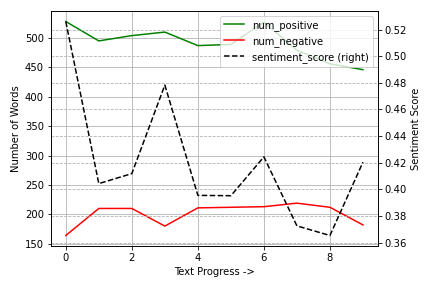 num_positive
num_negative
sentiment_score (right)
Number of Words
500
450
400
350
300
250
200
150
0.52
0.50
0.48
0.46
0.44
0.42
0.40
0.38
0.36
Sentiment Score
0 2 4 6 8
Text Progress ->